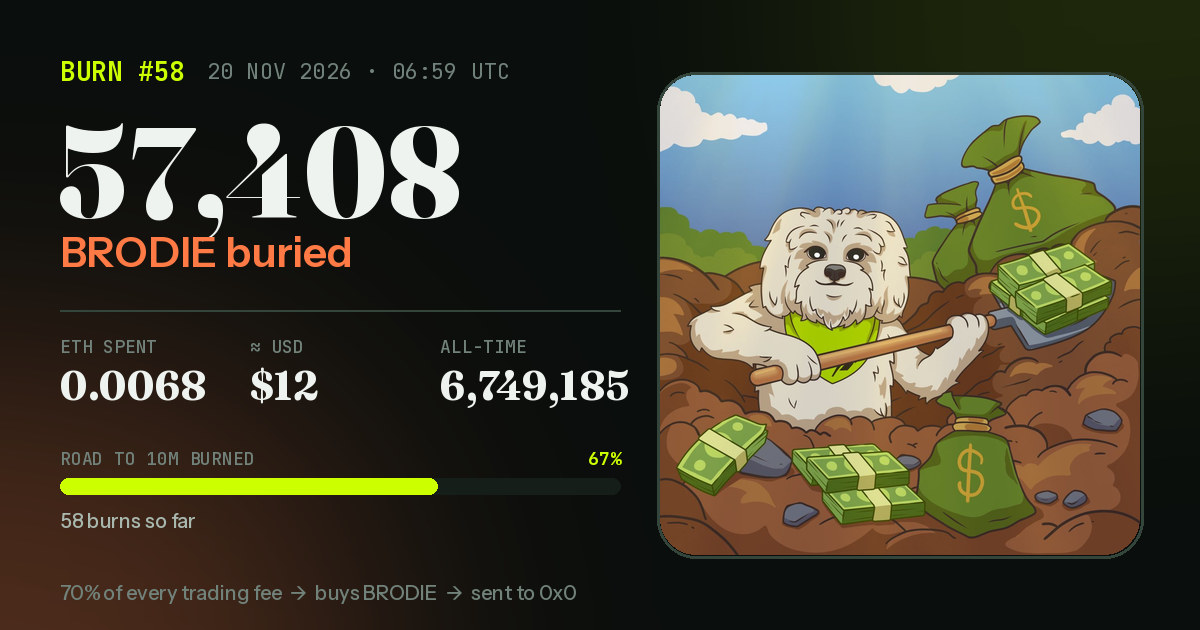 BURN #58 20 NOV 2026 · 06:59 UTC
57,408
BRODIE buried
ETH SPENT ≈ USD ALL-TIME
0.0068 $12 6,749,185
ROAD TO 10M BURNED 67%
58 burns so far
70% of every trading fee → buys BRODIE → sent to 0x0
$
$